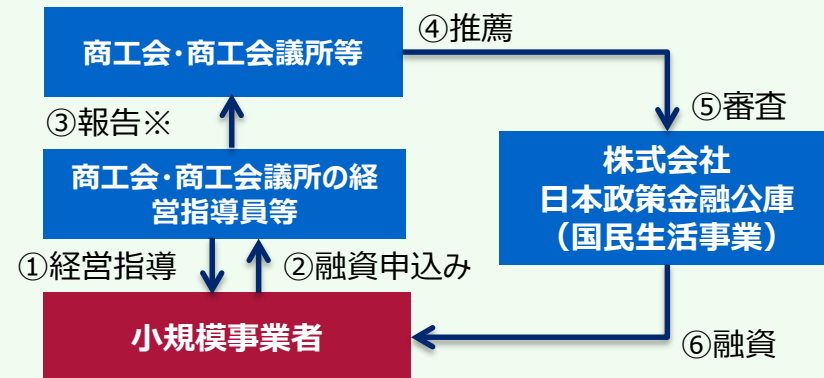 商工会・商工会議所等
④推薦
③報告※
⑤審査
商工会・商工会議所の経
営指導員等
株式会社
日本政策金融公庫
（国民生活事業）
①経営指導
②融資申込み
小規模事業者
⑥融資